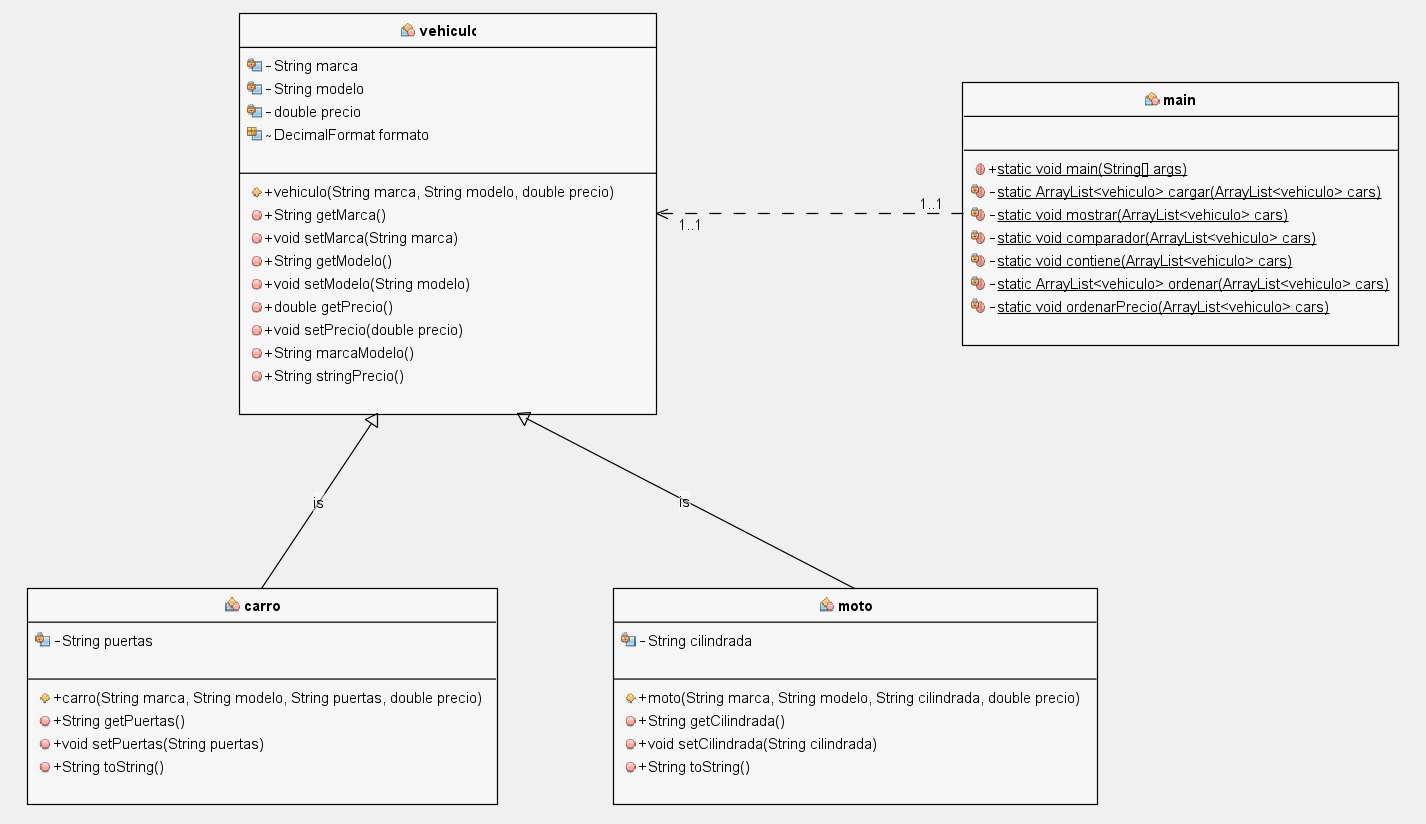 vehiculo
- String marca
- String modelo
- double precio
~ DecimalFormat formato
+vehiculo(String marca, String modelo, double precio)
+String getMarca()
+void setMarca(String marca)
+String getModelo()
+void setModelo(String modelo)
+double getPrecio()
+void setPrecio(double precio)
+String marcaModelo()
+String stringPrecio()
main
+static void main(String[] args)
-static ArrayList<vehiculo> cargar(ArrayList<vehiculo> cars)
-static void mostrar(ArrayList<vehiculo> cars)
-static void comparador(ArrayList<vehiculo> cars)
-static void contiene(ArrayList<vehiculo> cars)
-static ArrayList<vehiculo> ordenar(ArrayList<vehiculo> cars)
-static void ordenarPrecio(ArrayList<vehiculo> cars)
1..1
1..1
is
is
carro
-String puertas
+carro(String marca, String modelo, String puertas, double precio)
+String getPuertas()
+void setPuertas(String puertas)
+String toString()
moto
-String cilindrada
+moto(String marca, String modelo, String cilindrada, double precio)
+String getCilindrada()
+void setCilindrada(String cilindrada)
+String toString()